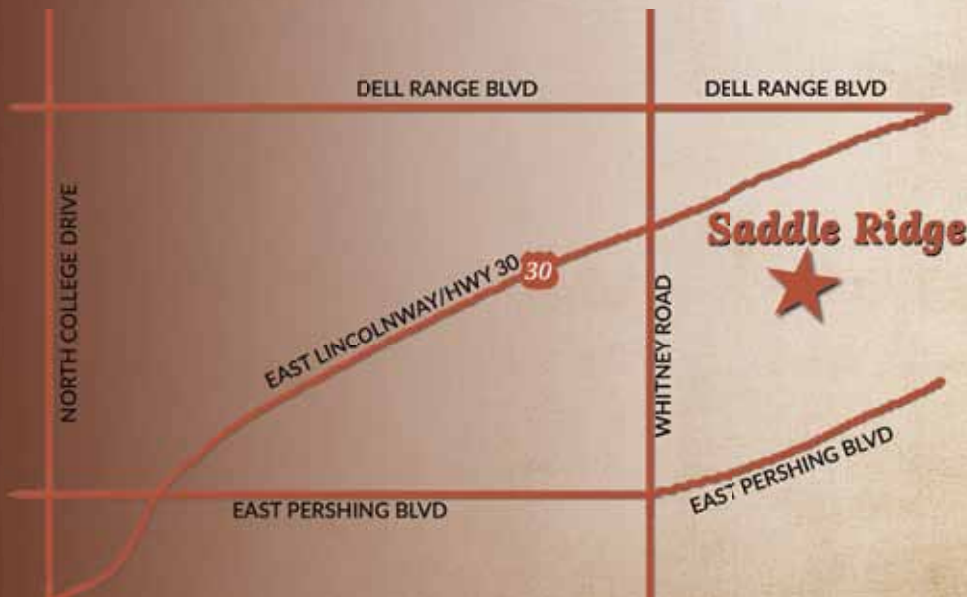 DELL RANGE BLVD
DELL RANGE BLVD
NORTH COLLEGE DRIVE
Saddle Ridge
EAST LINCOLNWAY/HWY 30
30
WHITNEY ROAD
EAST PERSHING BLVD
EAST PERSHING BLVD